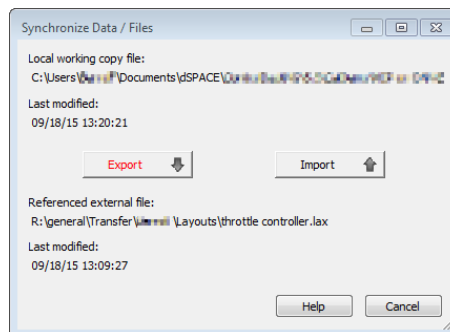 Synchronize Data / Files
Local working copy file:
C:\Users\ \Documents\dSPACE\
Last modified:
09/18/15 13:20:21
Export Import
Referenced external file:
R:\general\Transfer\ \Layouts\throttle controller.lax
Last modified:
09/18/15 13:09:27
Help Cancel